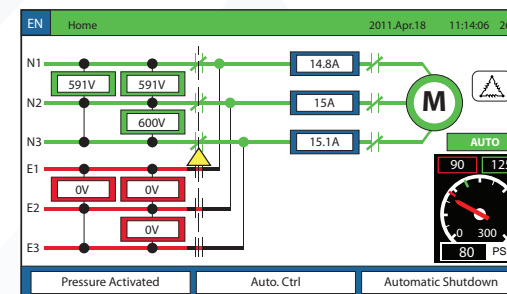 EN Home 2011.Apr.18 11:14:06
N1 14.8A
591V 591V
N2 15A M
600V
N3 15.1A
AUTO
E1 90
0V 0V
E2
0V 0 300
E3 80
Pressure Activated Auto. Ctrl Automatic Shutdown